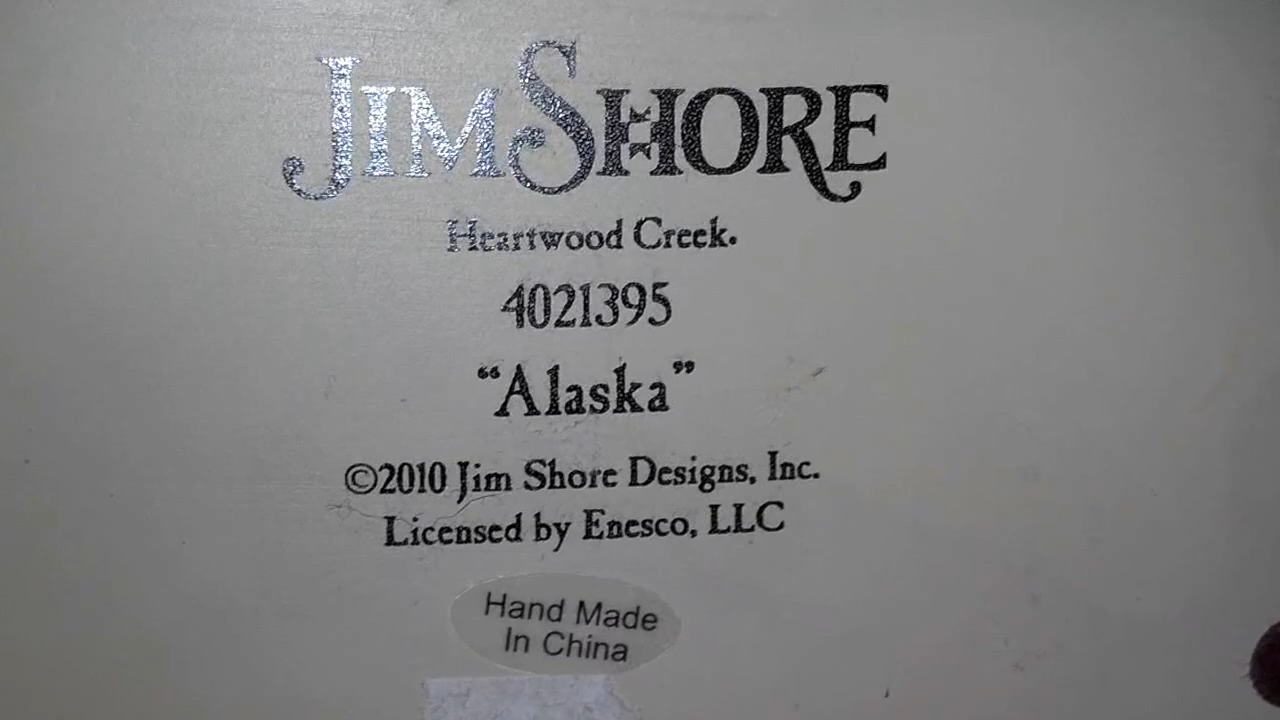 JIM SHORE
Heartwood Creek.
4021395
“Alaska”
©2010 Jim Shore Designs, Inc.
Licensed by Enesco, LLC
Hand Made
In China